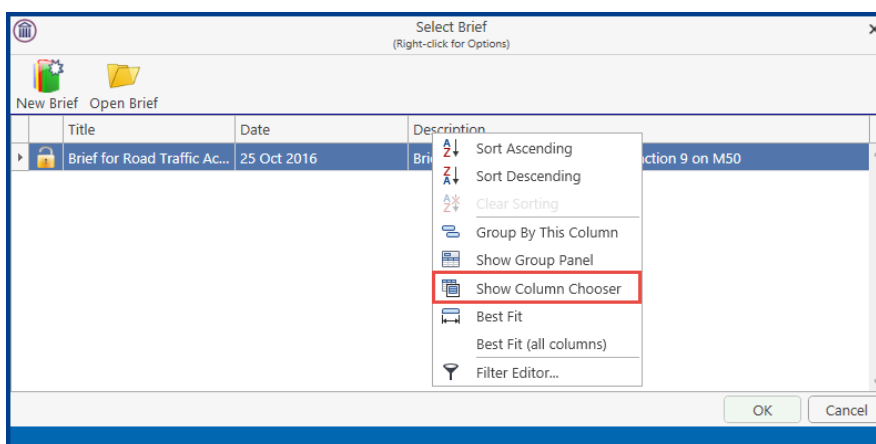 Select Brief
(Right-click for Options)
New Brief Open Brief
Title Date Description
Brief for Road Traffic Ac... 25 Oct 2016 Bri ction 9 on M50
Sort Ascending
Sort Descending
Clear Sorting
Group By This Column
Show Group Panel
Show Column Chooser
Best Fit
Best Fit (all columns)
Filter Editor...
OK Cancel